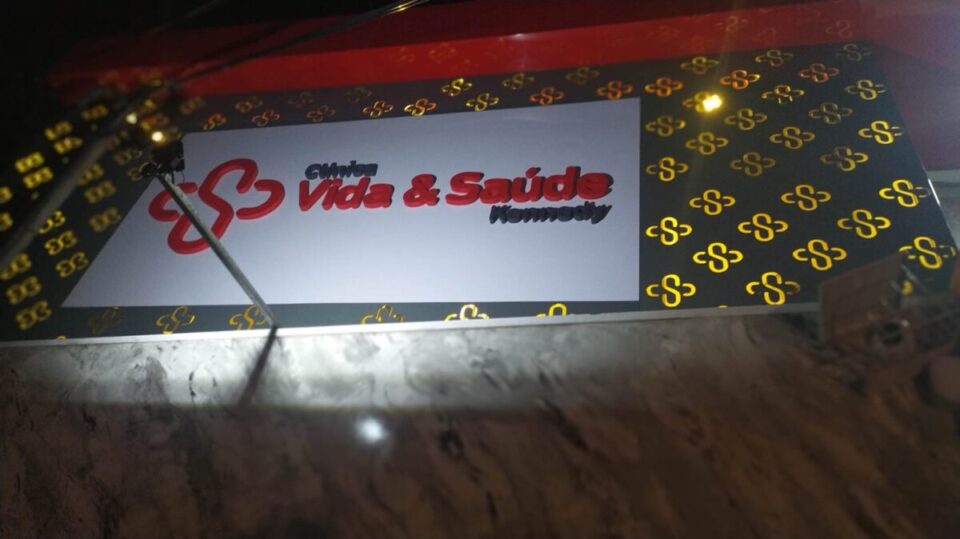 Clínica
Vida & Saúde
Kennedy